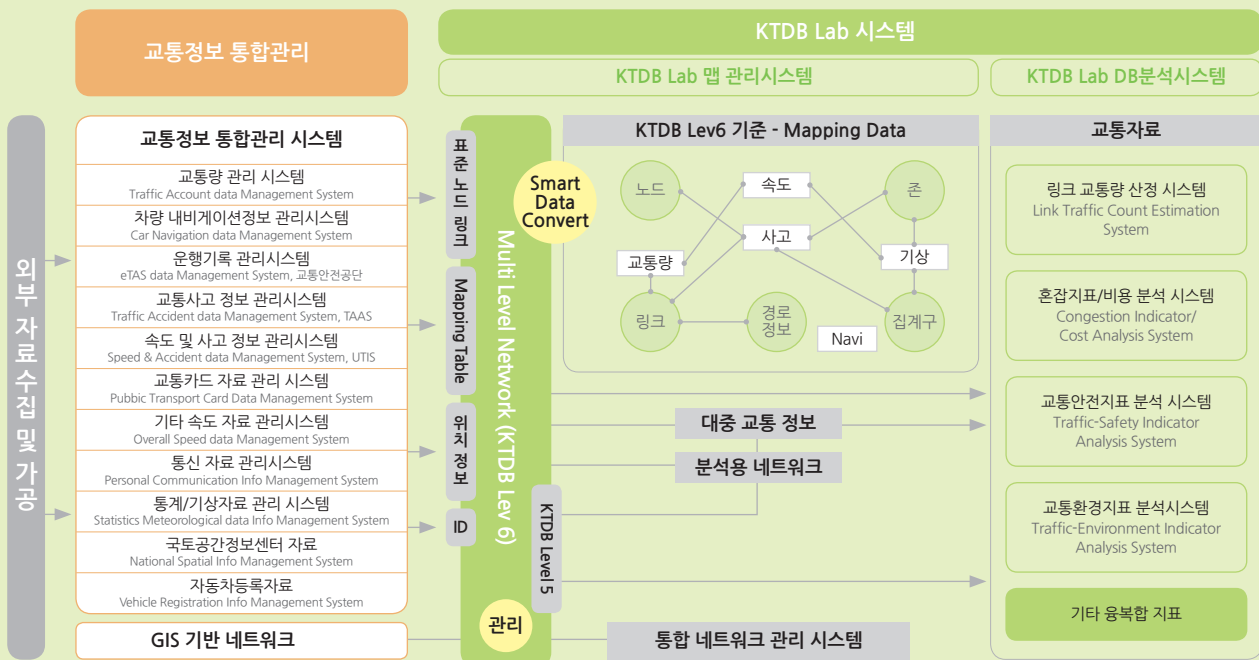 교통정보 통합관리
KTDB Lab 시스템
KTDB Lab 맵 관리시스템
KTDB Lab DB분석시스템
외부 자료수집 및 가공
교통정보 통합관리 시스템
교통량 관리 시스템
Traffic Account data Management System
차량 내비게이션정보 관리시스템
Car Navigation data Management System
운행기록 관리시스템
eTAS data Management System, 교통안전공단
교통사고 정보 관리시스템
Traffic Accident data Management System, TAAS
속도 및 사고 정보 관리시스템
Speed & Accident data Management System, UTIS
교통카드 자료 관리 시스템
Pubbic Transport Card Data Management System
기타 속도 자료 관리시스템
Overall Speed data Management System
통신 자료 관리시스템
Personal Communication Info Management System
통계/기상자료 관리 시스템
Statistics Meteorological data Info Management System
국토공간정보센터 자료
National Spatial Info Management System
자동차등록자료
Vehicle Registration Info Management System
GIS 기반 네트워크
표준 노드 링크
Mapping Table
위치 정보
ID
Multi Level Network (KTDB Lev 6)
Smart
Data
Convert
KTDB Level 5
관리
KTDB Lev6 기준 - Mapping Data
노드
속도
존
사고
교통량
기상
링크
경로
정보
집계구
Navi
대중 교통 정보
분석용 네트워크
통합 네트워크 관리 시스템
교통자료
링크 교통량 산정 시스템
Link Traffic Count Estimation
System
혼잡지표/비용 분석 시스템
Congestion Indicator/
Cost Analysis System
교통안전지표 분석 시스템
Traffic-Safety Indicator
Analysis System
교통환경지표 분석시스템
Traffic-Environment Indicator
Analysis System
기타 융복합 지표